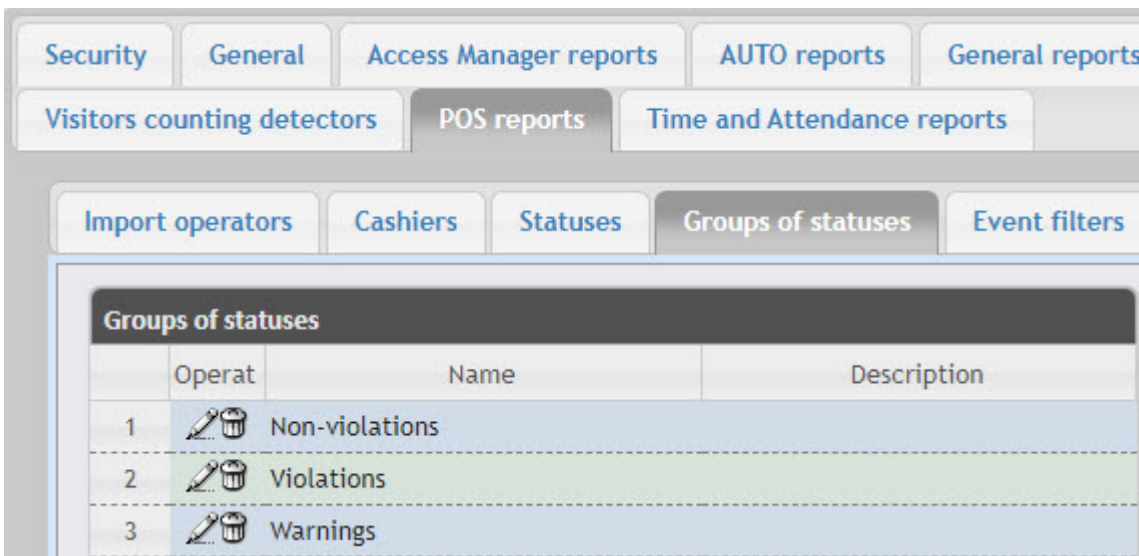 Security General Access Manager reports AUTO reports General reports
Visitors counting detectors POS reports Time and Attendance reports
Import operators Cashiers Statuses Groups of statuses Event filters
Groups of statuses
Operat Name Description
1 Non-violations
2 Violations
3 Warnings